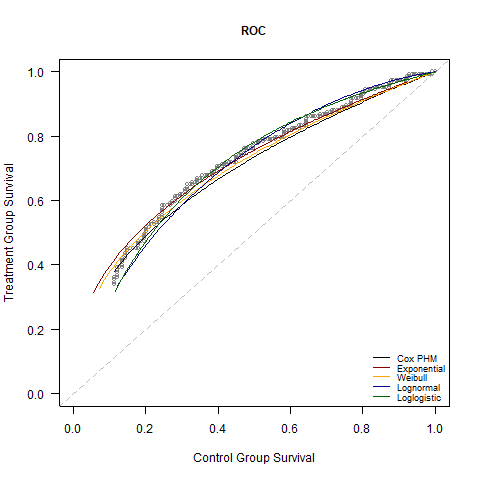 ROC
Treatment Group Survival
1.0
0.8
0.6
0.4
0.2
0.0
Cox PHM
Exponential
Weibull
Lognormal
Loglogistic
0.0 0.2 0.4 0.6 0.8 1.0
Control Group Survival